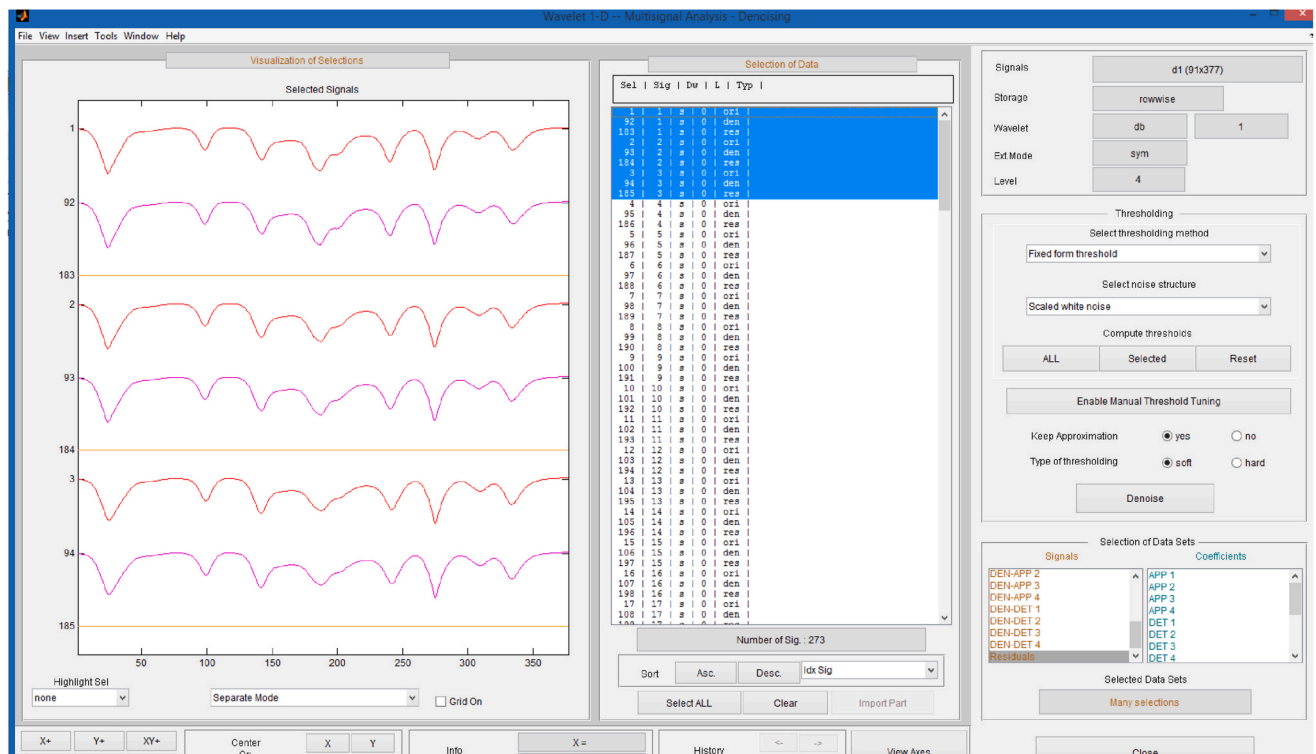 Wavelet 1-D -- Multisignal Analysis - Denoising
File View Insert Tools Window Help
Visualization of Selections
Selected Signals
1
92
183
2
93
184
3
94
185
50 100 150 200 250 300 350
Highlight Sel
none
Separate Mode
Grid On
Selection of Data
Sel | Sig | Dw | L | Typ |
1 | 1 | s | 0 | ori |
92 | 1 | s | 0 | den |
183 | 1 | s | 0 | res |
2 | 2 | s | 0 | ori |
93 | 2 | s | 0 | den |
184 | 2 | s | 0 | res |
3 | 3 | s | 0 | ori |
94 | 3 | s | 0 | den |
185 | 3 | s | 0 | res |
4 | 4 | s | 0 | ori |
95 | 4 | s | 0 | den |
186 | 4 | s | 0 | res |
5 | 5 | s | 0 | ori |
96 | 5 | s | 0 | den |
187 | 5 | s | 0 | res |
6 | 6 | s | 0 | ori |
97 | 6 | s | 0 | den |
188 | 6 | s | 0 | res |
7 | 7 | s | 0 | ori |
98 | 7 | s | 0 | den |
189 | 7 | s | 0 | res |
8 | 8 | s | 0 | ori |
99 | 8 | s | 0 | den |
190 | 8 | s | 0 | res |
9 | 9 | s | 0 | ori |
100 | 9 | s | 0 | den |
191 | 9 | s | 0 | res |
10 | 10 | s | 0 | ori |
101 | 10 | s | 0 | den |
192 | 10 | s | 0 | res |
11 | 11 | s | 0 | ori |
102 | 11 | s | 0 | den |
193 | 11 | s | 0 | res |
12 | 12 | s | 0 | ori |
103 | 12 | s | 0 | den |
194 | 12 | s | 0 | res |
13 | 13 | s | 0 | ori |
104 | 13 | s | 0 | den |
195 | 13 | s | 0 | res |
14 | 14 | s | 0 | ori |
105 | 14 | s | 0 | den |
196 | 14 | s | 0 | res |
15 | 15 | s | 0 | ori |
106 | 15 | s | 0 | den |
197 | 15 | s | 0 | res |
16 | 16 | s | 0 | ori |
107 | 16 | s | 0 | den |
198 | 16 | s | 0 | res |
17 | 17 | s | 0 | ori |
108 | 17 | s | 0 | den |
Number of Sig. : 273
Sort Asc. Desc. Idx Sig
Select ALL Clear Import Part
Signals d1 (91x377)
Storage rowwise
Wavelet db 1
Ext Mode sym
Level 4
Thresholding
Select thresholding method
Fixed form threshold
Select noise structure
Scaled white noise
Compute thresholds
ALL Selected Reset
Enable Manual Threshold Tuning
Keep Approximation yes no
Type of thresholding soft hard
Denoise
Selection of Data Sets
Signals Coefficients
DEN-APP 2 APP 1
DEN-APP 3 APP 2
DEN-APP 4 APP 3
DEN-DET 1 APP 4
DEN-DET 2 DET 1
DEN-DET 3 DET 2
DEN-DET 4 DET 3
Residuals DET 4
Selected Data Sets
Many selections
X+ Y+ XY+ Center X Y Info X = History <- -> View Axes Close